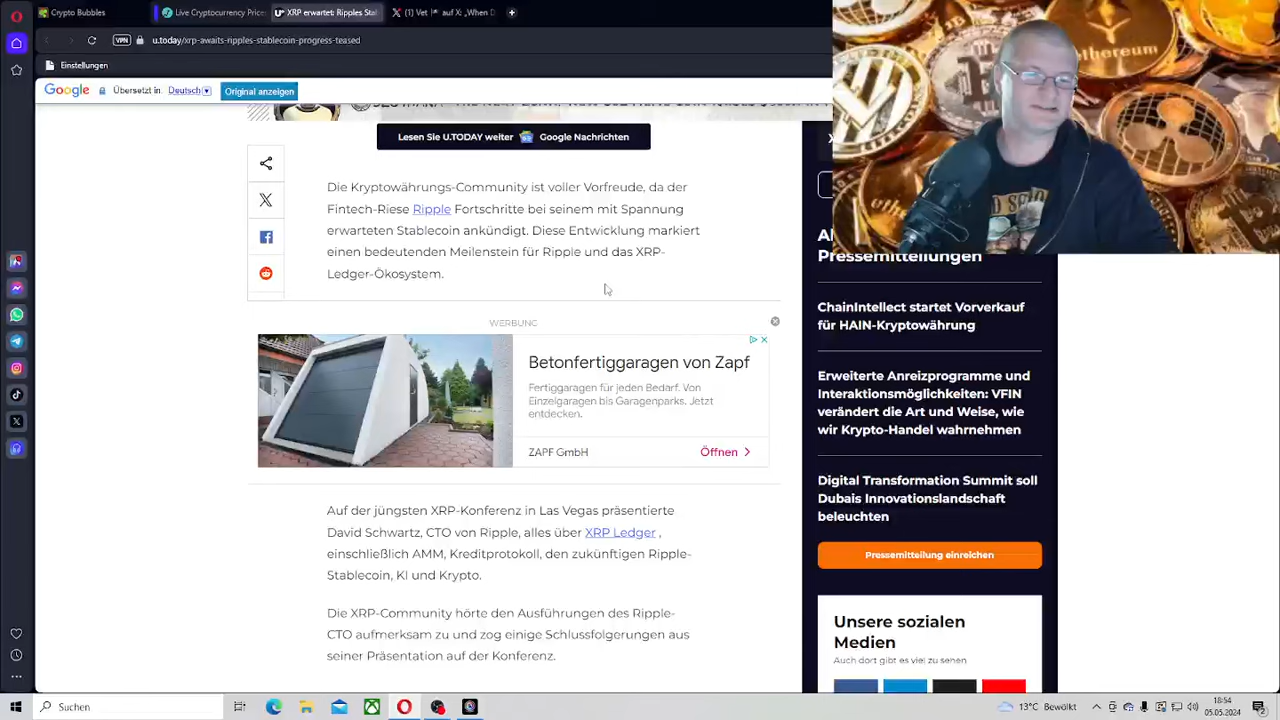 Crypto Bubbles
Live Cryptocurrency Price
XRP erwartet Ripples Stal
(1) Vet auf X: „When D
VPN
u.today/xrp-awaits-ripples-stablecoin-progress-teased
Einstellungen
Google
Übersetzt in: Deutsch
Original anzeigen
Lesen Sie U.TODAY weiter
Google Nachrichten
Die Kryptowährungs-Community ist voller Vorfreude, da der
Fintech-Riese Ripple Fortschritte bei seinem mit Spannung
erwarteten Stablecoin ankündigt. Diese Entwicklung markiert
einen bedeutenden Meilenstein für Ripple und das XRP-
Ledger-Ökosystem.
WERBUNG
Betonfertiggaragen von Zapf
Fertiggaragen für jeden Bedarf. Von
Einzelgaragen bis Garagenparks. Jetzt
entdecken.
ZAPF GmbH
Öffnen
Auf der jüngsten XRP-Konferenz in Las Vegas präsentierte
David Schwartz, CTO von Ripple, alles über XRP Ledger ,
einschließlich AMM, Kreditprotokoll, den zukünftigen Ripple-
Stablecoin, KI und Krypto.
Die XRP-Community hörte den Ausführungen des Ripple-
CTO aufmerksam zu und zog einige Schlussfolgerungen aus
seiner Präsentation auf der Konferenz.
Pressemitteilungen
ChainIntellect startet Vorverkauf
für HAIN-Kryptowährung
Erweiterte Anreizprogramme und
Interaktionsmöglichkeiten: VFIN
verändert die Art und Weise, wie
wir Krypto-Handel wahrnehmen
Digital Transformation Summit soll
Dubais Innovationslandschaft
beleuchten
Pressemitteilung einreichen
Unsere sozialen
Medien
Auch dort gibt es viel zu sehen
ethereum
Suchen
13°C Bewölkt
18:54
05.05.2024